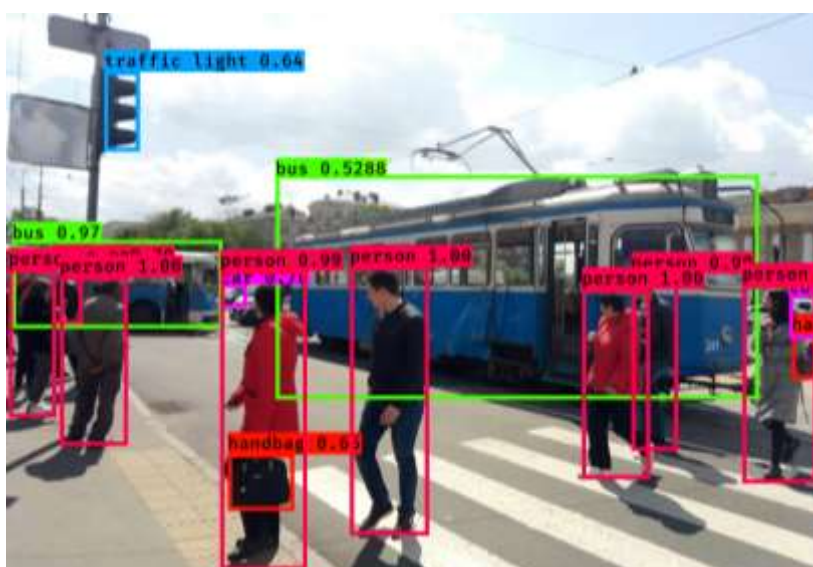 traffic light 0.64
bus 0.5288
bus 0.97
person 1.00
person 0.99
person 1.00
person 1.00
person
handbag 0.63